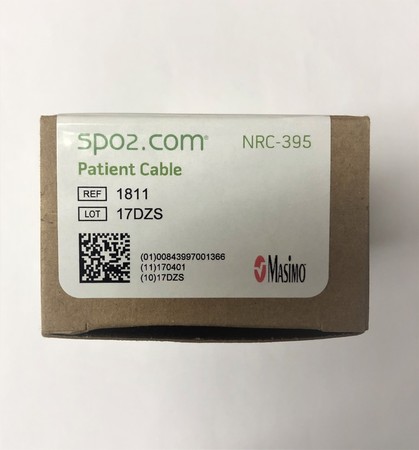 spo2.com®
NRC-395
Patient Cable
REF 1811
LOT 17DZS
(01)00843997001366
(11)170401
(10)17DZS
Masimo®